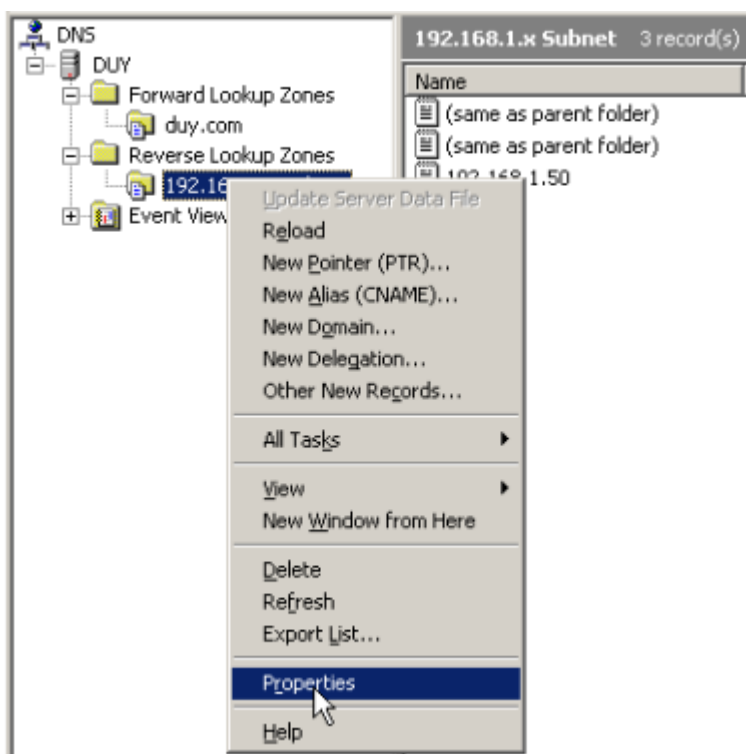 DNS
DUY
Forward Lookup Zones
duy.com
Reverse Lookup Zones
192.16
Event View
192.168.1.x Subnet 3 record(s)
Name
(same as parent folder)
(same as parent folder)
192.168.1.50
Update Server Data File
Reload
New Pointer (PTR)...
New Alias (CNAME)...
New Domain...
New Delegation...
Other New Records...
All Tasks
View
New Window from Here
Delete
Refresh
Export List...
Properties
Help